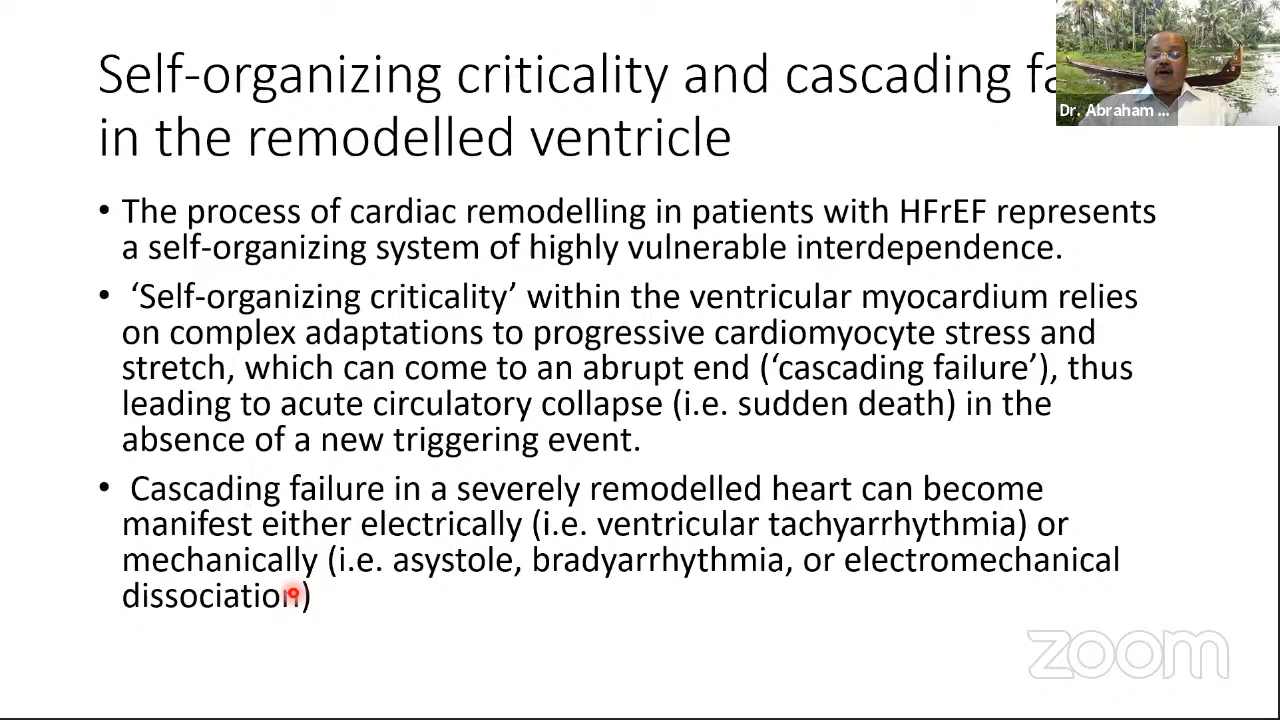 Self-organizing criticality and cascading
in the remodelled ventricle
Dr. Abraham ...
• The process of cardiac remodelling in patients with HFrEF represents
a self-organizing system of highly vulnerable interdependence.
• ‘Self-organizing criticality’ within the ventricular myocardium relies
on complex adaptations to progressive cardiomyocyte stress and
stretch, which can come to an abrupt end (‘cascading failure’), thus
leading to acute circulatory collapse (i.e. sudden death) in the
absence of a new triggering event.
• Cascading failure in a severely remodelled heart can become
manifest either electrically (i.e. ventricular tachyarrhythmia) or
mechanically (i.e. asystole, bradyarrhythmia, or electromechanical
dissociation)
zoom